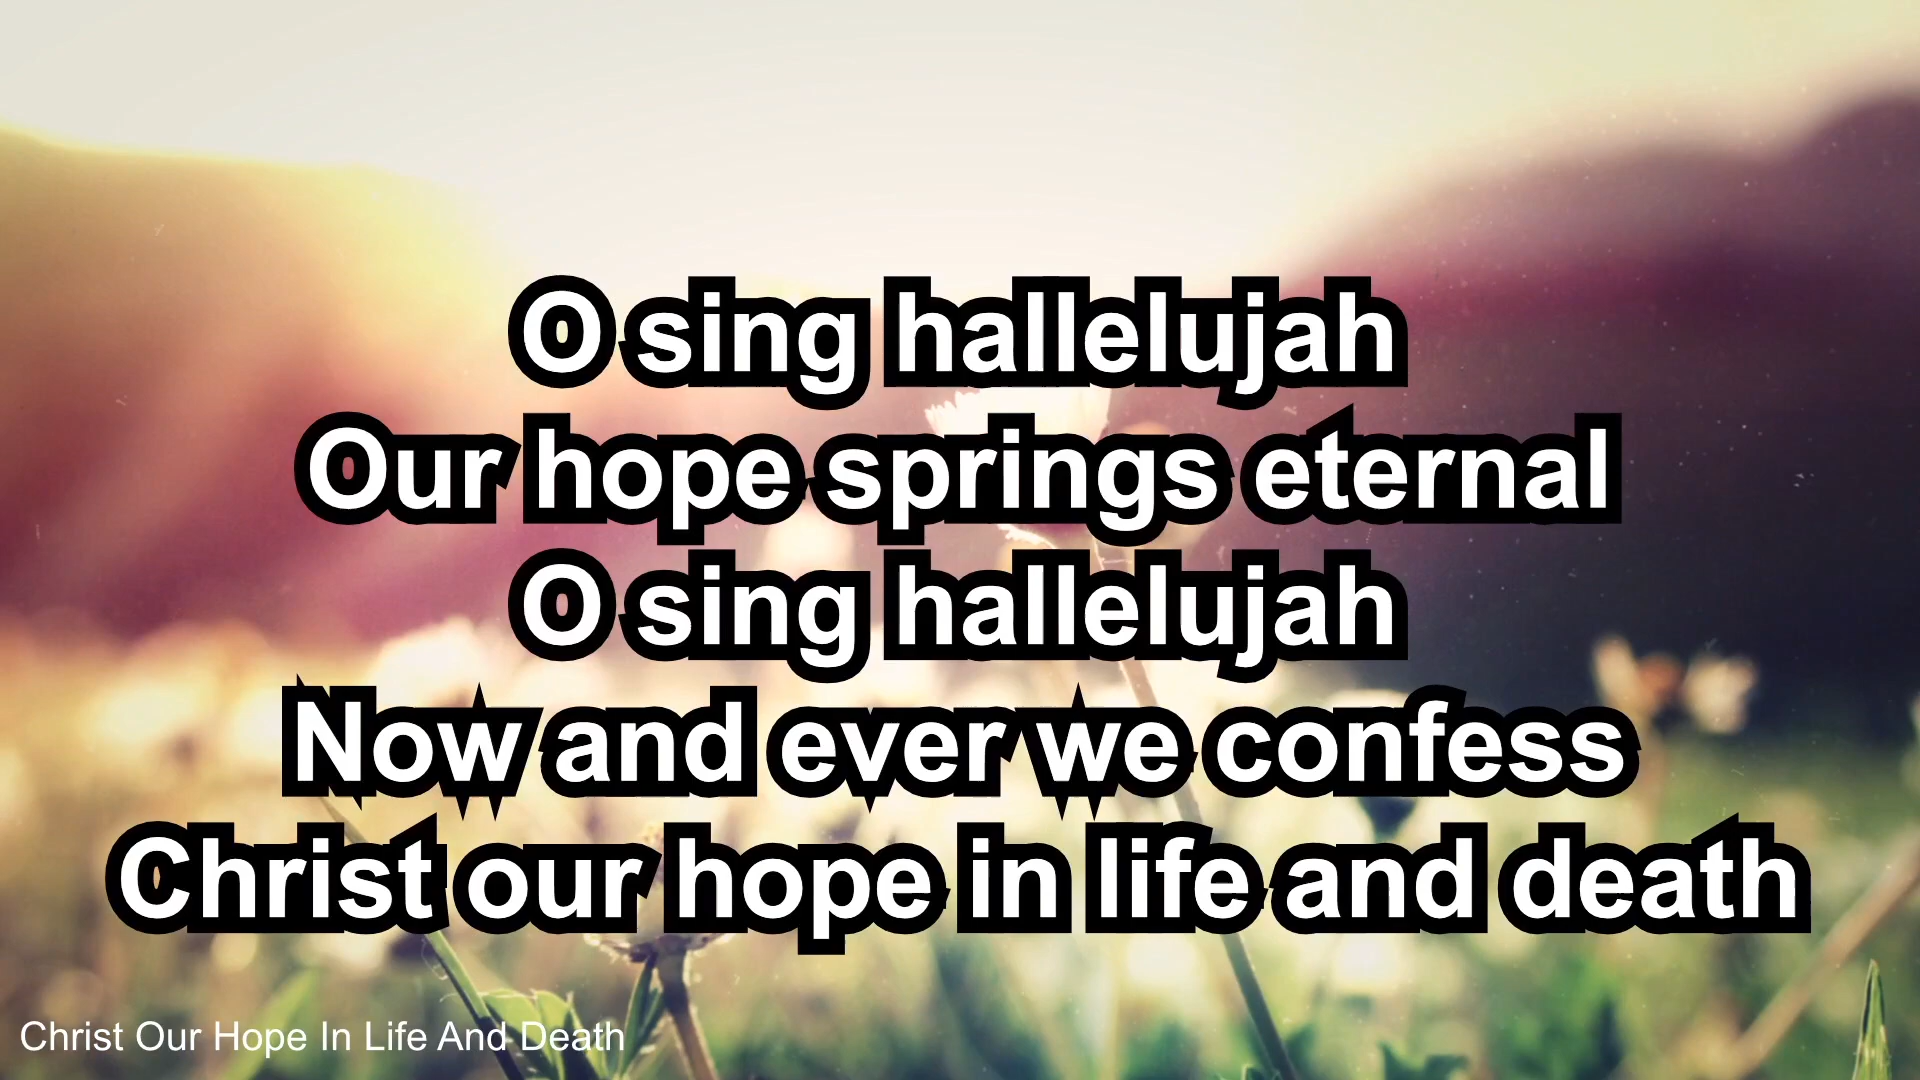 O sing hallelujah
Our hope springs eternal
O sing hallelujah
Now and ever we confess
Christ our hope in life and death
Christ Our Hope In Life And Death